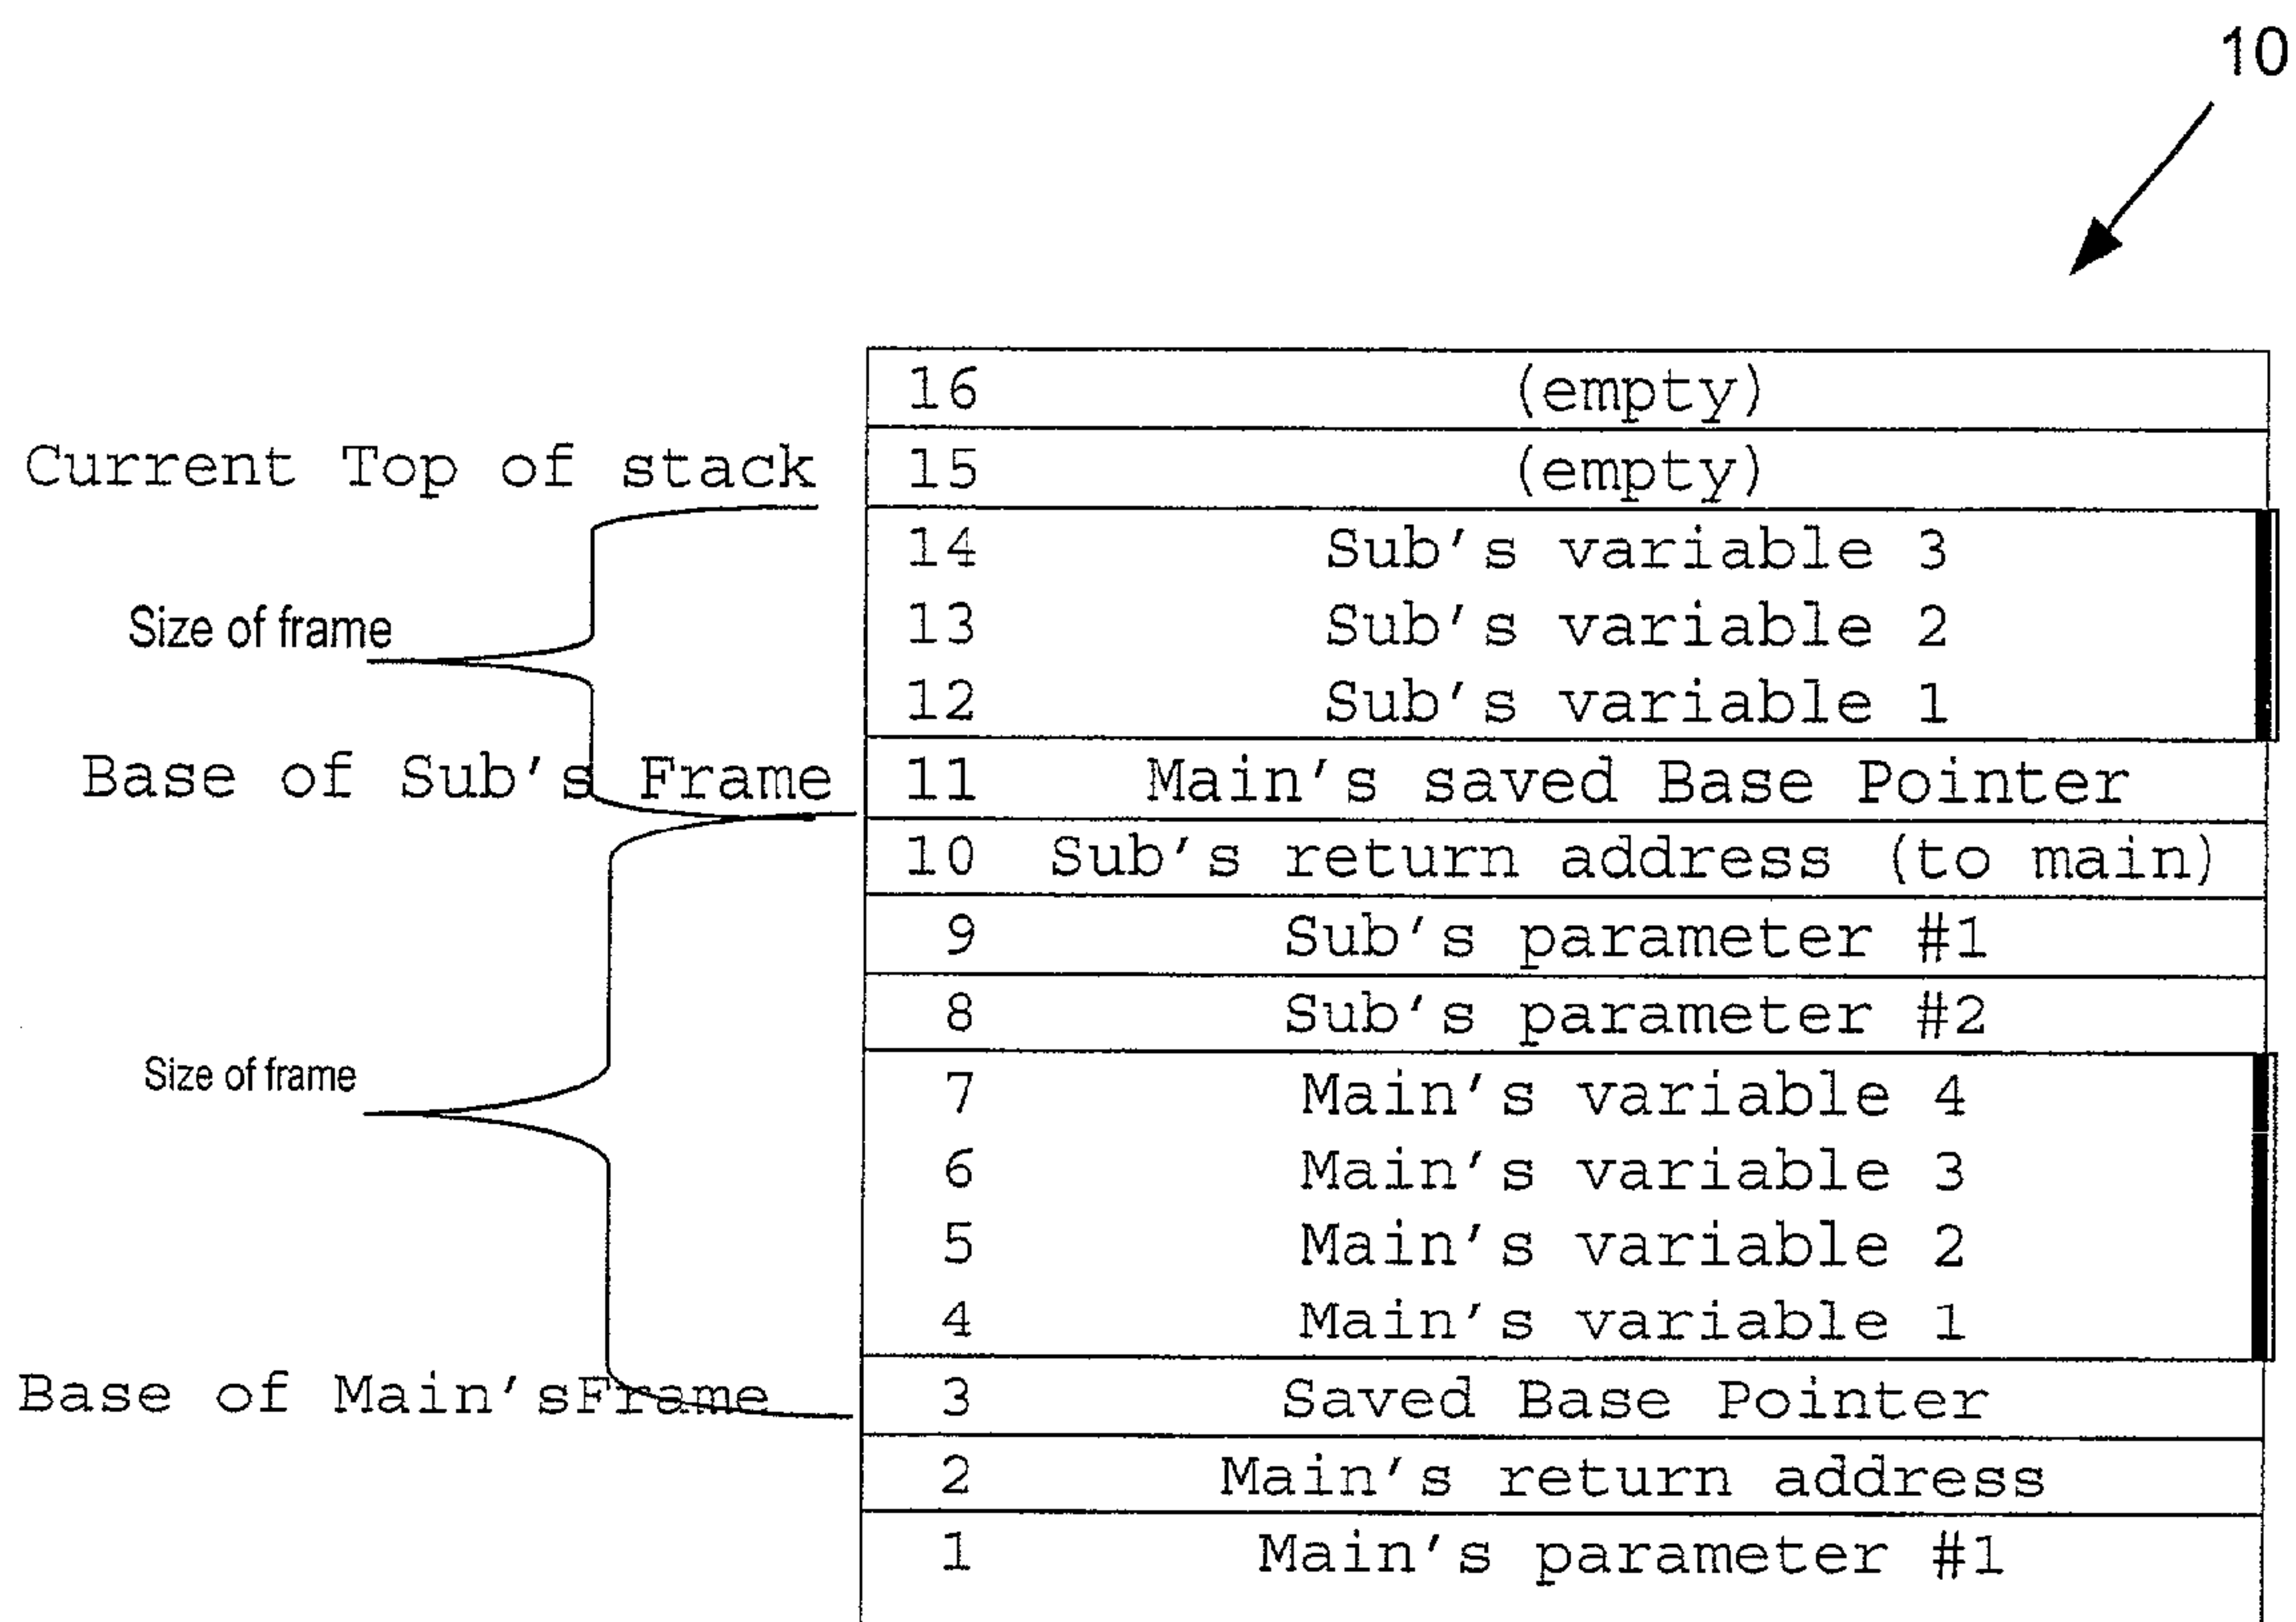 10
16 (empty)
Current Top of stack 15 (empty)
14 Sub's variable 3
Size of frame 13 Sub's variable 2
12 Sub's variable 1
Base of Sub's Frame 11 Main's saved Base Pointer
10 Sub's return address (to main)
9 Sub's parameter #1
8 Sub's parameter #2
Size of frame 7 Main's variable 4
6 Main's variable 3
5 Main's variable 2
4 Main's variable 1
Base of Main'sFrame 3 Saved Base Pointer
2 Main's return address
1 Main's parameter #1